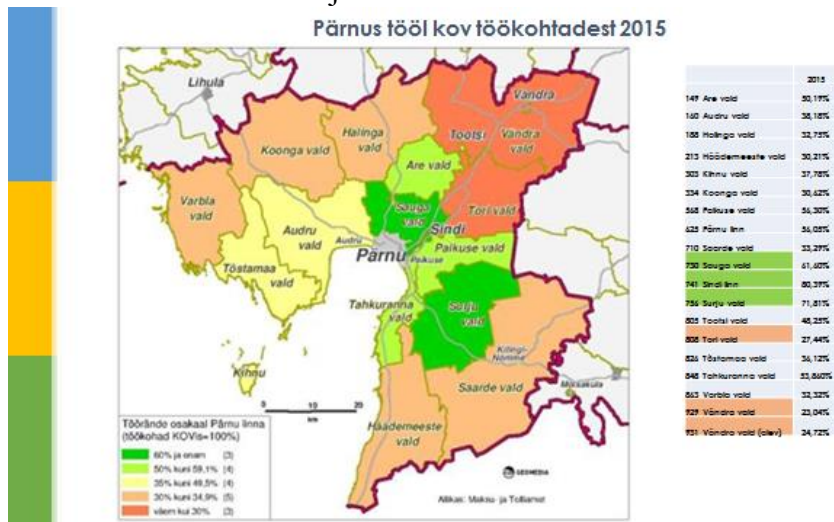 Pärnus tööl kov töökohtadest 2015
Lihula
Vändra
Tootsi
Vändra
vald
Halinga
vald
Koonga vald
Are vald
Varbla
vald
Sauga
vald
Tori vald
Sindi
Audru
vald
Audru
Pärnu
Paikuse vald
Paikuse
Tõstamaa
vald
Tahkuranna
vald
Surju
vald
Kilingi-
Nõmme
Kihnu
Saarde vald
Häädemeeste
vald
0 10 20
km
Töörände osakaal Pärnu linna
(töökohad KOVis=100%)
60% ja enam (3)
50% kuni 59,1% (4)
35% kuni 49,5% (4)
30% kuni 34,9% (5)
vähem kui 30% (3)
GEOMEDIA
Allikas: Maksu- ja Tolliamet
2015
149 Are vald 50,19%
160 Audru vald 38,18%
188 Halinga vald 32,75%
213 Häädemeeste vald 30,21%
303 Kihnu vald 37,78%
334 Koonga vald 30,62%
568 Paikuse vald 56,30%
625 Pärnu linn 56,05%
710 Saarde vald 33,29%
730 Sauga vald 61,60%
741 Sindi linn 80,39%
756 Surju vald 71,81%
805 Tootsi vald 48,25%
808 Tori vald 27,44%
826 Tõstamaa vald 36,12%
848 Tahkuranna vald 53,860%
863 Varbla vald 32,32%
929 Vändra vald 23,04%
931 Vändra vald (alev) 24,72%